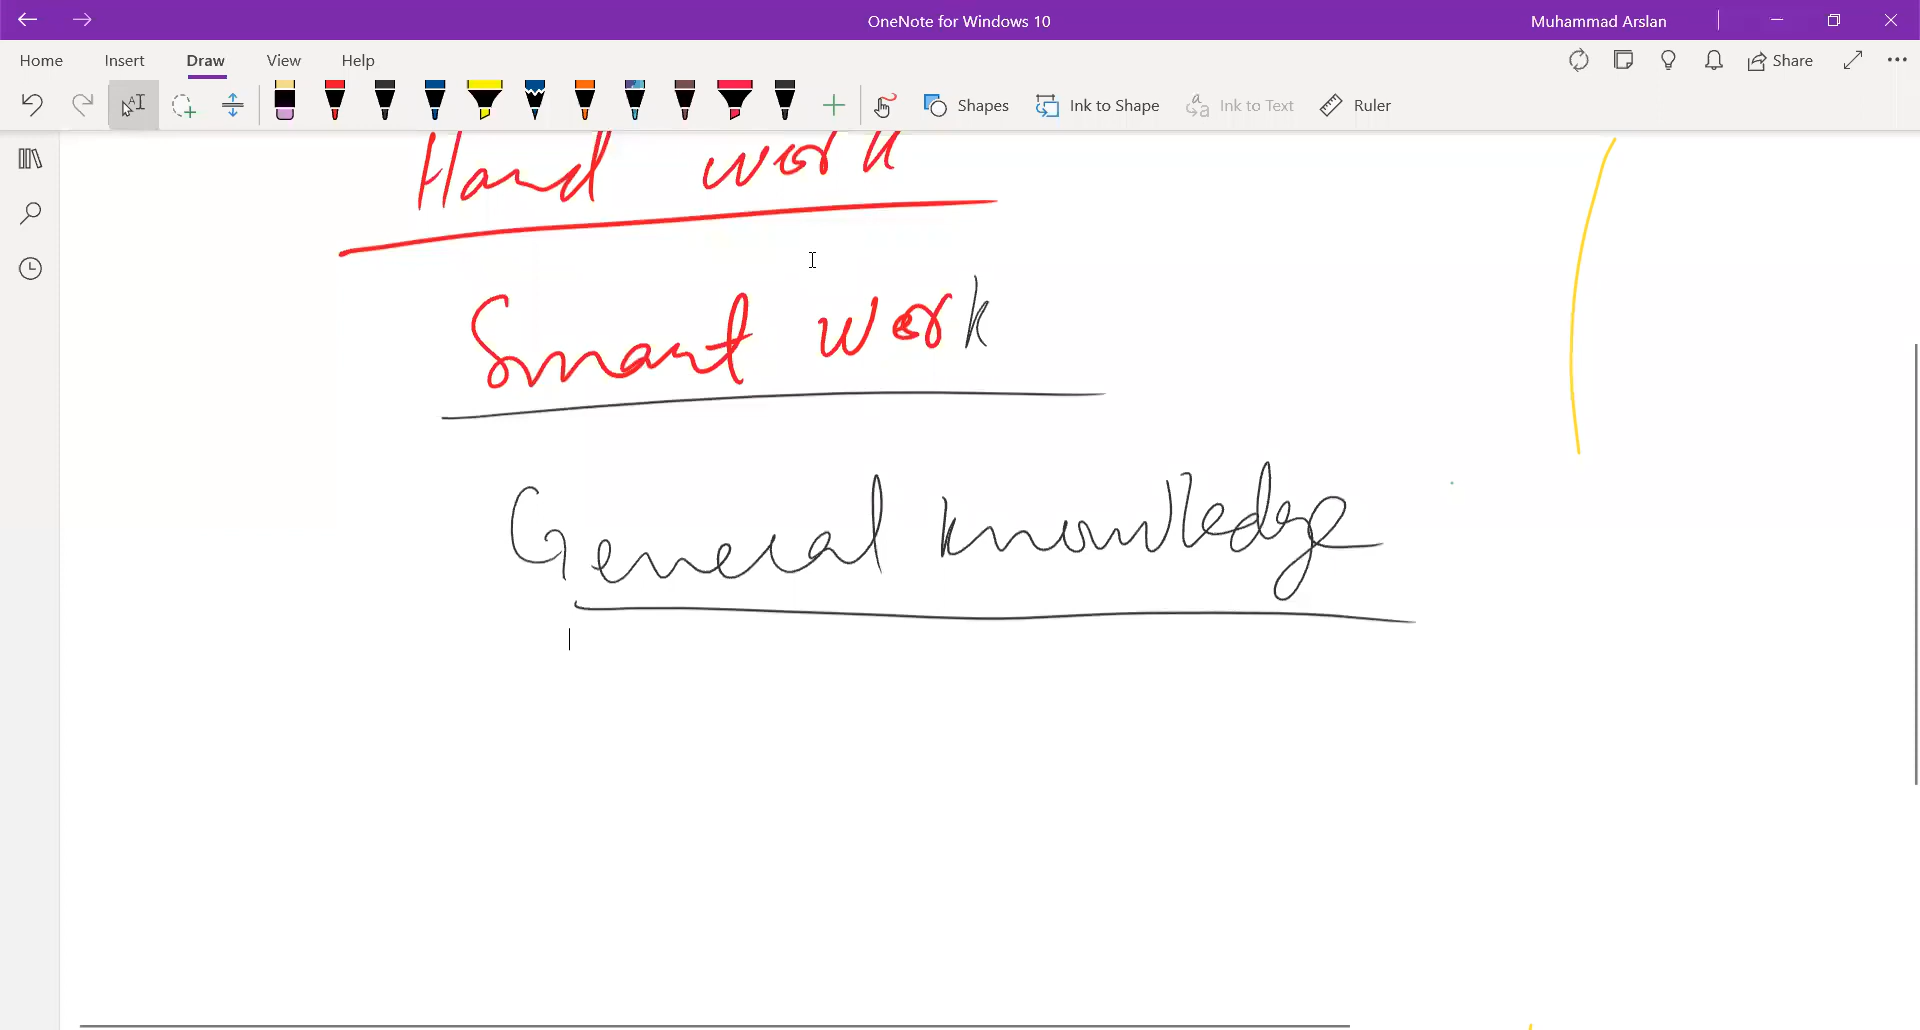 OneNote for Windows 10
Muhammad Arslan
Home Insert Draw View Help
Share
Shapes Ink to Shape Ink to Text Ruler
Hard work
Smart work
General knowledge